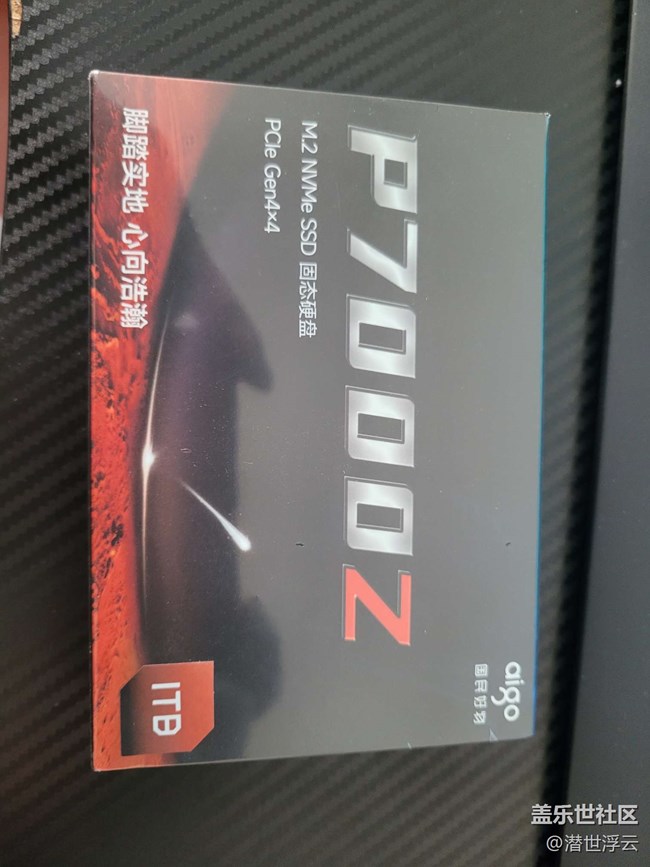 aigo
国民好物
P7000Z
M.2 NVMe SSD 固态硬盘
PCIe Gen4×4
脚踏实地 心向浩瀚
1TB
盖乐世社区
@潜世浮云